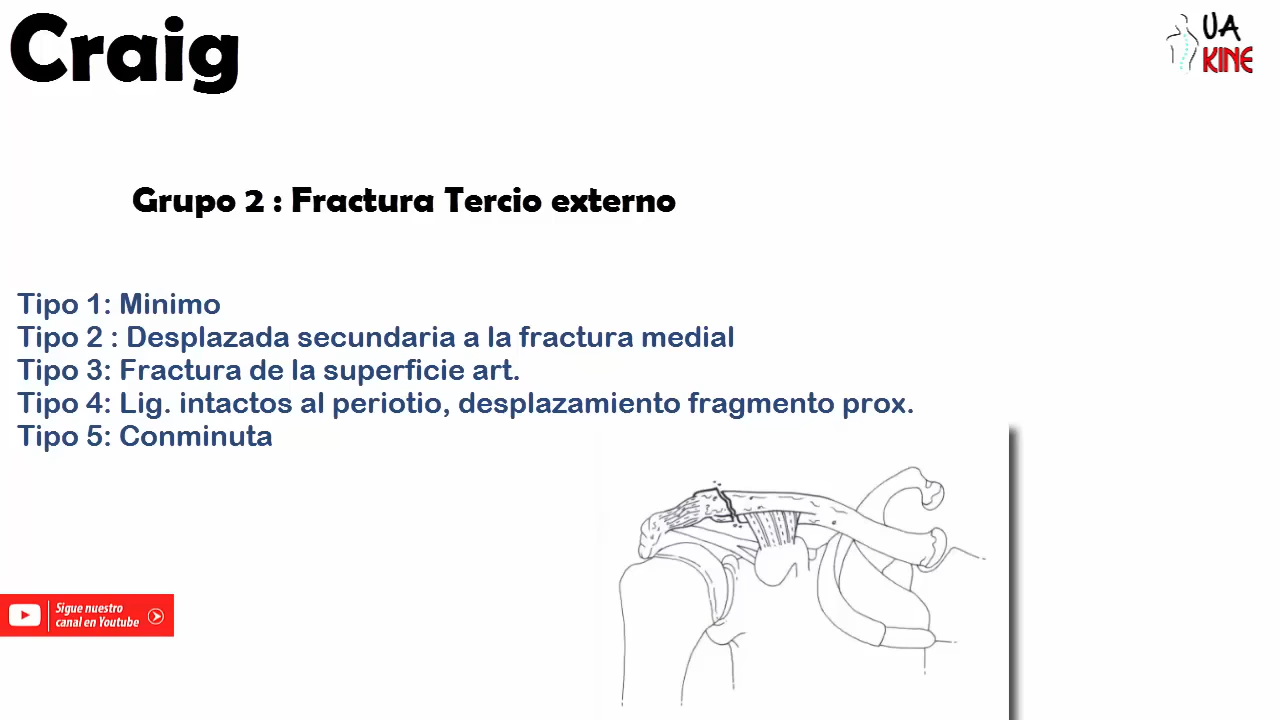 Craig
UA
KINE
Grupo 2 : Fractura Tercio externo
Tipo 1: Minimo
Tipo 2 : Desplazada secundaria a la fractura medial
Tipo 3: Fractura de la superficie art.
Tipo 4: Lig. intactos al periotio, desplazamiento fragmento prox.
Tipo 5: Conminuta
Sigue nuestro
canal en Youtube